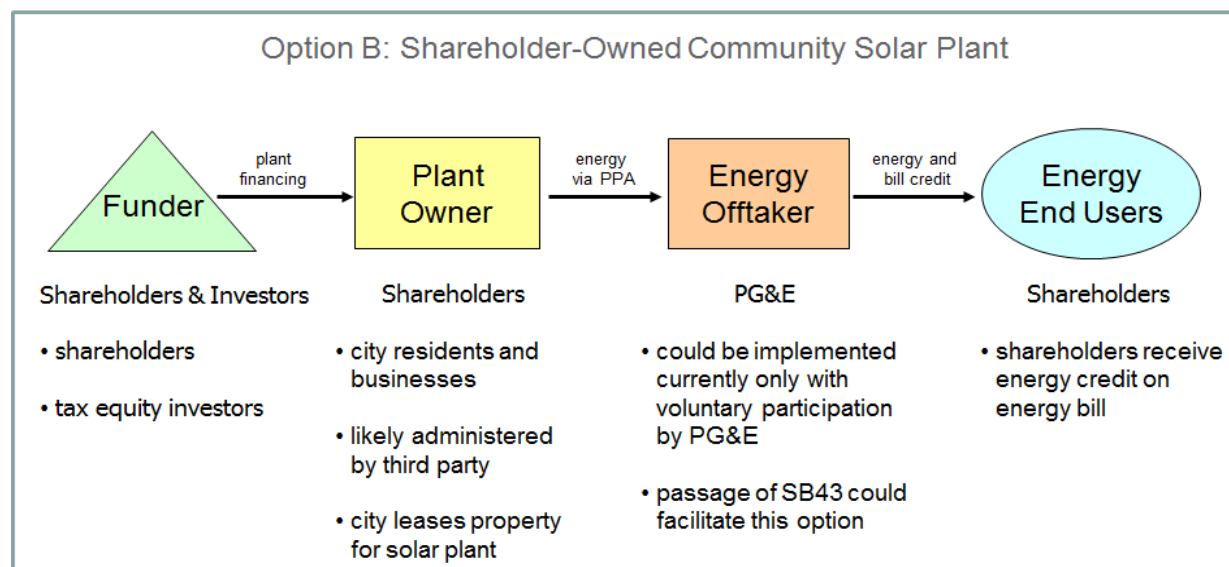 Option B: Shareholder-Owned Community Solar Plant
Funder
plant
financing
Plant
Owner
energy
via PPA
Energy
Offtaker
energy and
bill credit
Energy
End Users
Shareholders & Investors
• shareholders
• tax equity investors
Shareholders
• city residents and
businesses
• likely administered
by third party
• city leases property
for solar plant
PG&E
• could be implemented
currently only with
voluntary participation
by PG&E
• passage of SB43 could
facilitate this option
Shareholders
• shareholders receive
energy credit on
energy bill